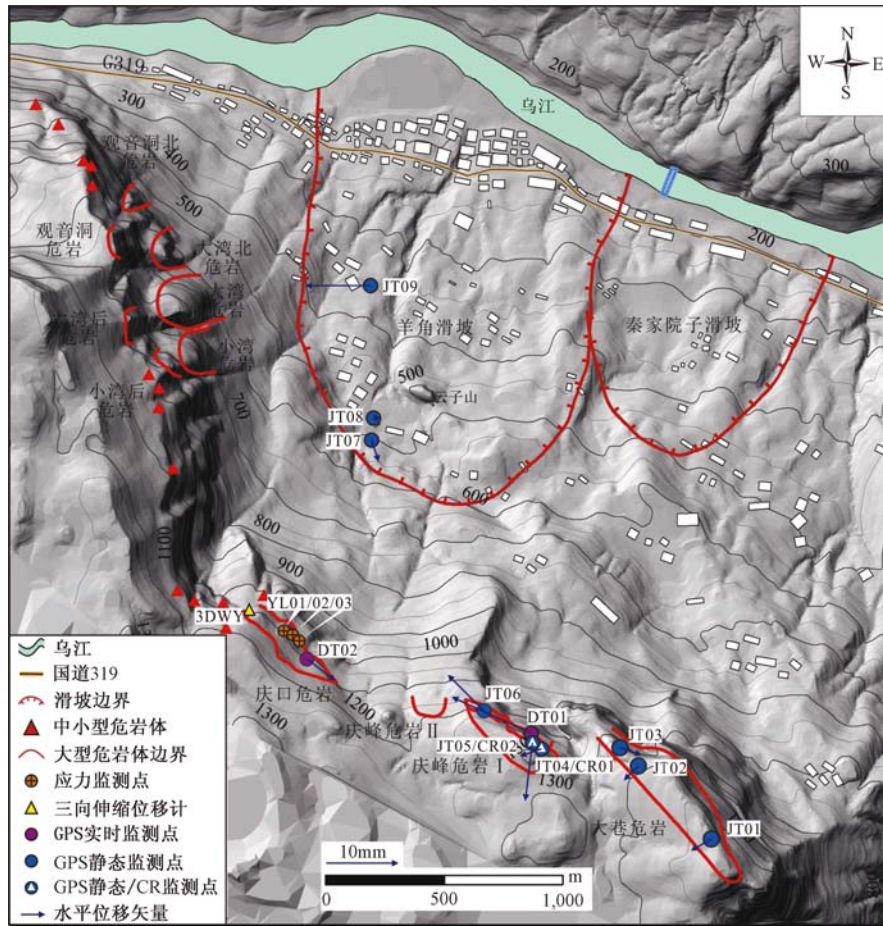 N
W E
S
G319
200
乌江
300
300
观音洞北
危岩
400
500
观音洞
危岩
大湾北
危岩
200
大湾
危岩
JT09
羊角滑坡
秦家院子滑坡
大湾后
危岩
小湾
危岩
小湾后
危岩
500
云子山
700
JT08
JT07
600
800
1100
900
YL01/02/03
3DWY
1000
DT02
1200
庆口危岩
1300
庆峰危岩II
JT06
DT01
JT03
JT05/CR02
JT02
庆峰危岩I
JT04/CR01
1300
大巷危岩
JT01
乌江
国道319
滑坡边界
中小型危岩体
大型危岩体边界
应力监测点
三向伸缩位移计
GPS实时监测点
GPS静态监测点
GPS静态/CR监测点
水平位移矢量
10mm
m
0 500 1,000